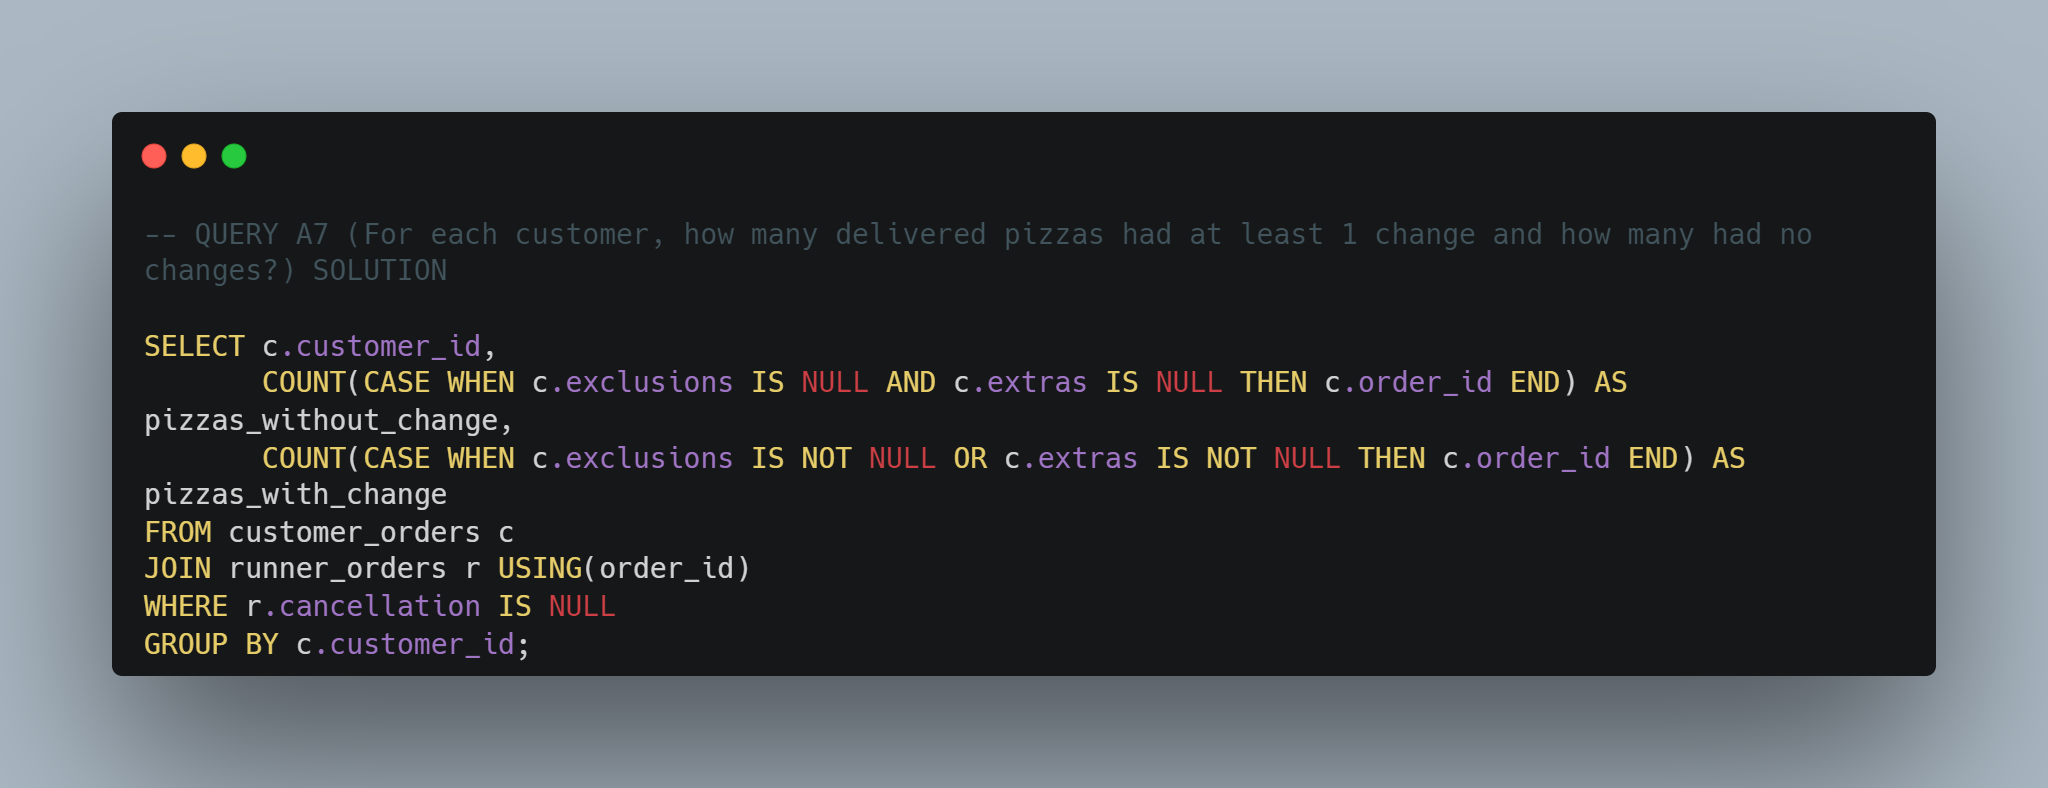 -- QUERY A7 (For each customer, how many delivered pizzas had at least 1 change and how many had no
changes?) SOLUTION
SELECT c.customer_id,
COUNT(CASE WHEN c.exclusions IS NULL AND c.extras IS NULL THEN c.order_id END) AS
pizzas_without_change,
COUNT(CASE WHEN c.exclusions IS NOT NULL OR c.extras IS NOT NULL THEN c.order_id END) AS
pizzas_with_change
FROM customer_orders c
JOIN runner_orders r USING(order_id)
WHERE r.cancellation IS NULL
GROUP BY c.customer_id;